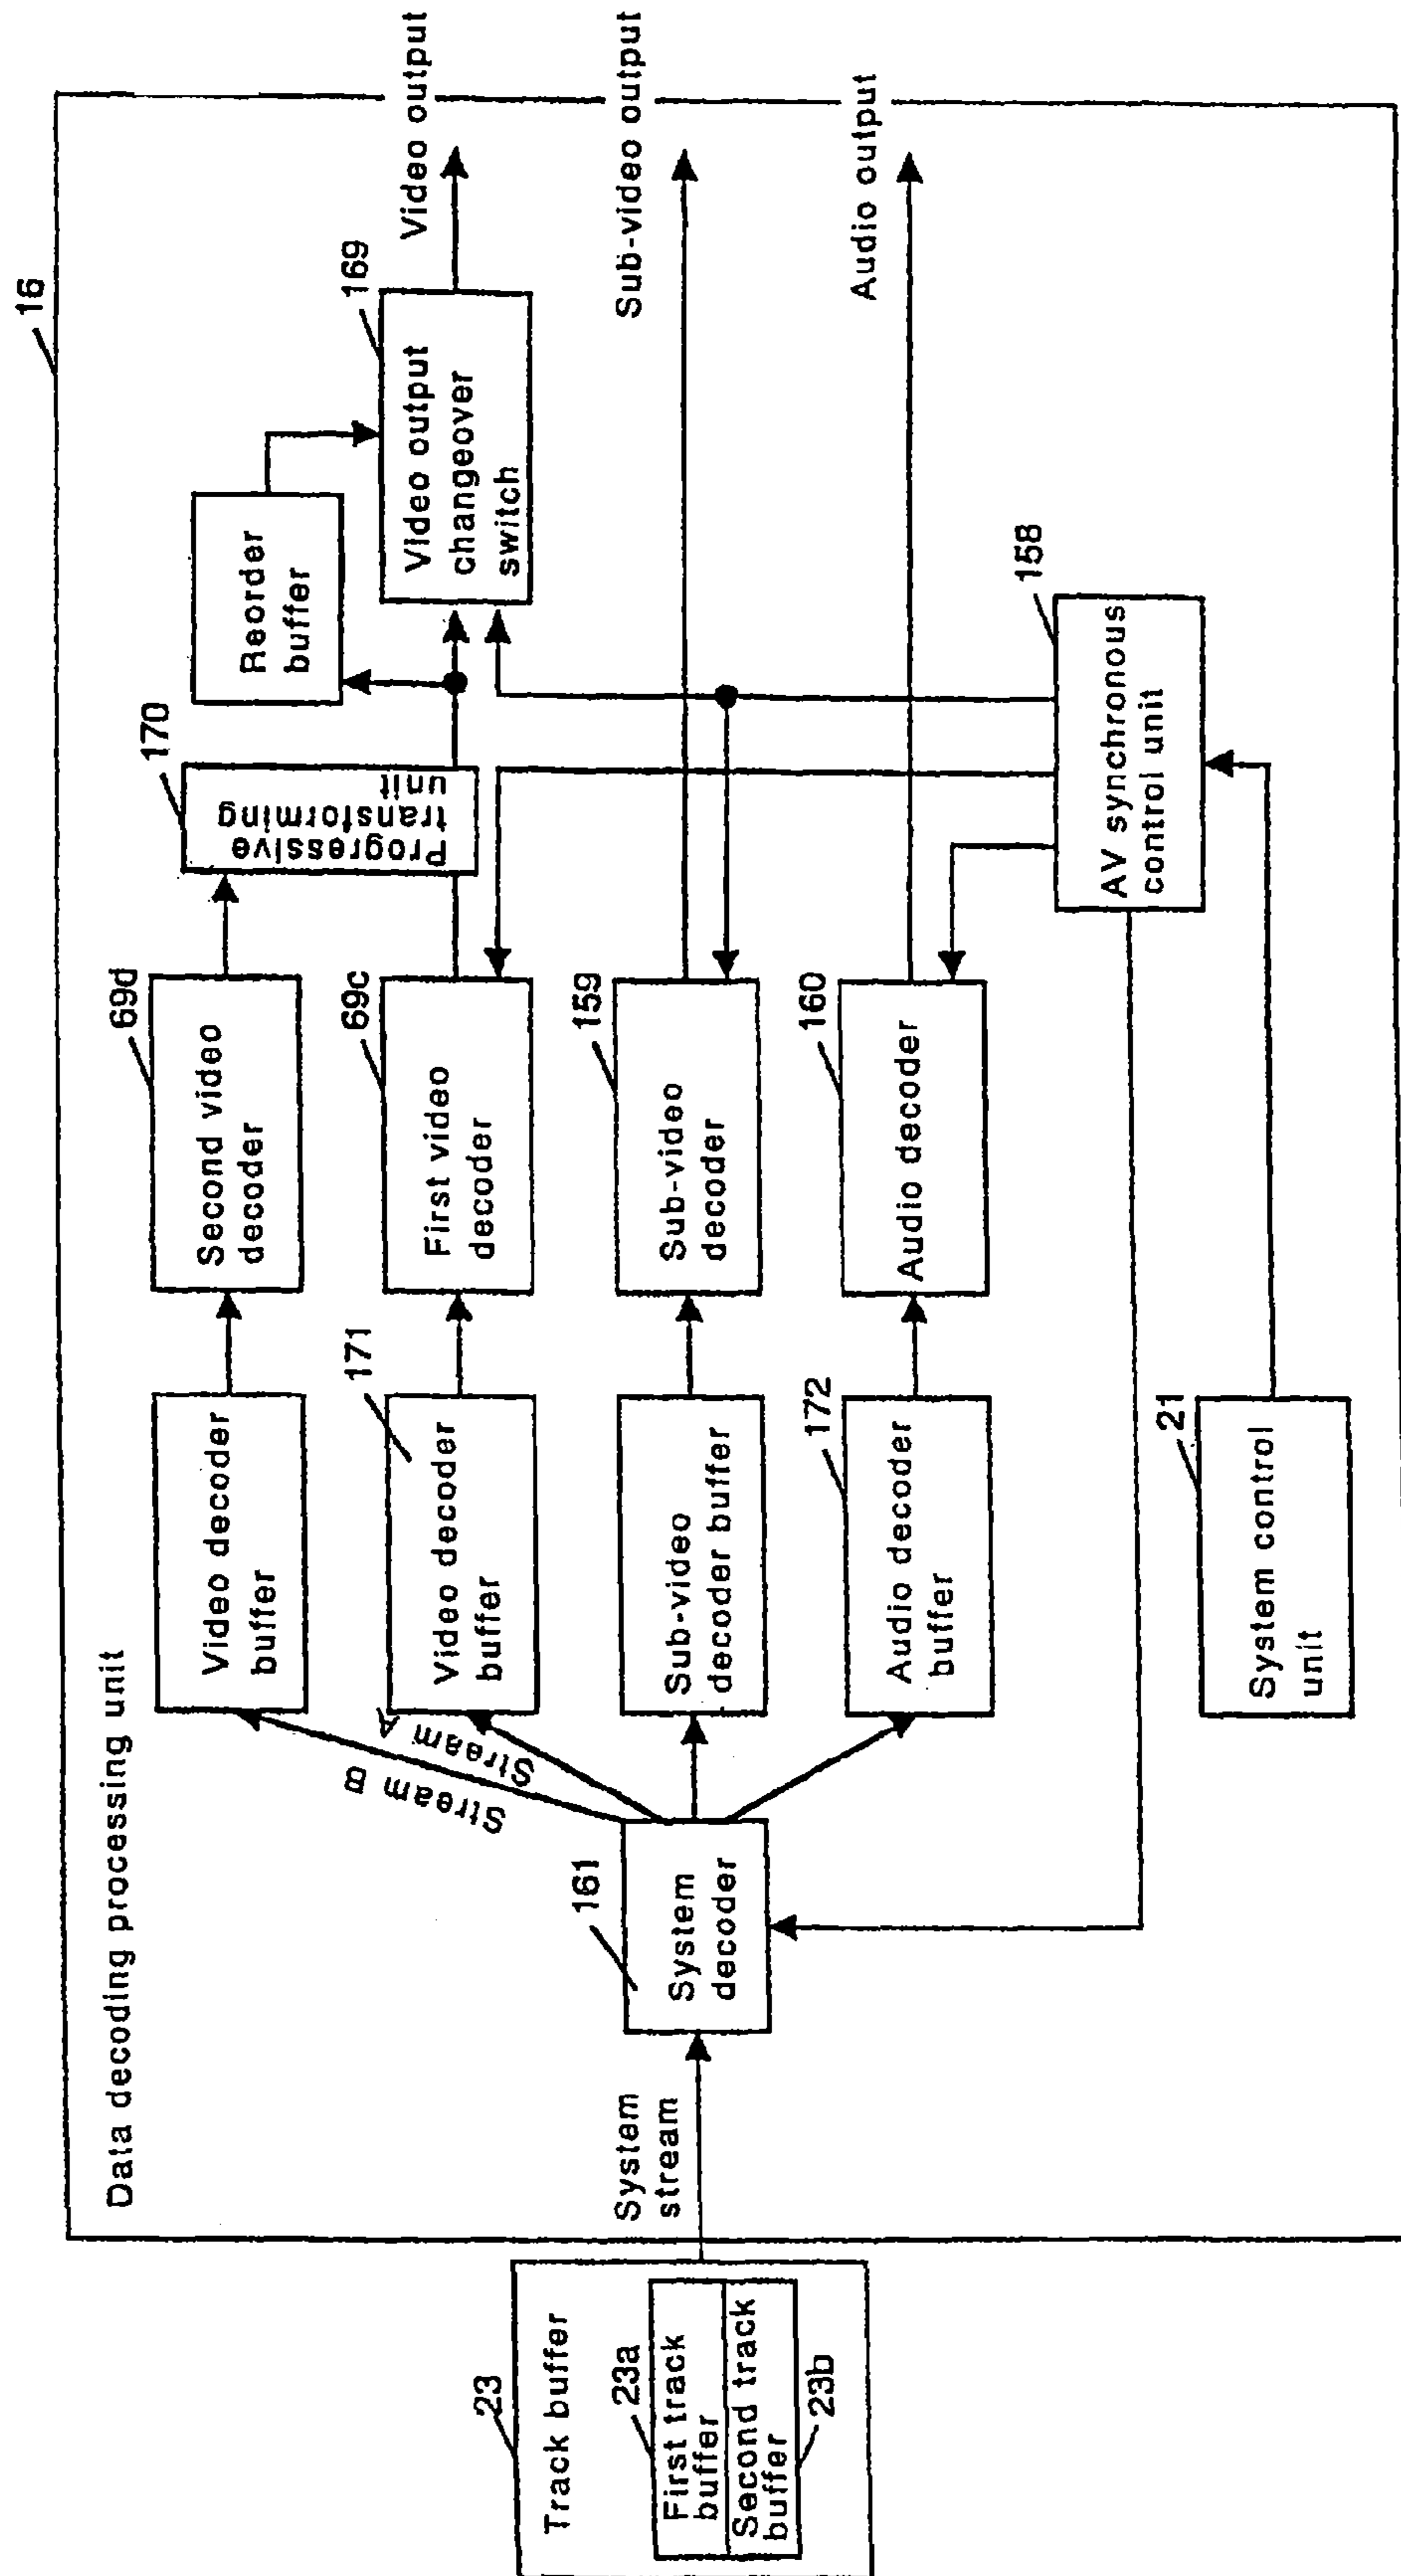 16
Data decoding processing unit
23
Track buffer
23a
First track
buffer
Second track
buffer
23b
System
stream
161
System
decoder
Stream B
Stream A
Video decoder
buffer
171
Video decoder
buffer
Sub-video
decoder buffer
172
Audio decoder
buffer
21
System control
unit
69d
Second video
decoder
69c
First video
decoder
159
Sub-video
decoder
160
Audio decoder
170
Progressive
transforming
unit
Reorder
buffer
158
AV synchronous
control unit
169
Video output
changeover
switch
Video output
Sub-video output
Audio output